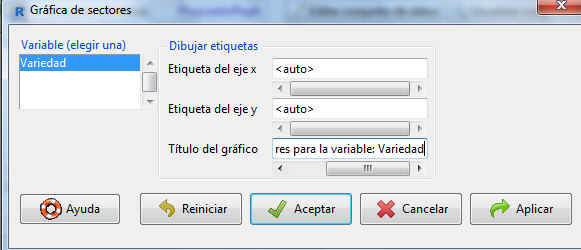 R Gráfica de sectores
Variable (elegir una)
Variedad
Dibujar etiquetas
Etiqueta del eje x
<auto>
Etiqueta del eje y
<auto>
Título del gráfico
res para la variable: Variedad
Ayuda
Reiniciar
Aceptar
Cancelar
Aplicar